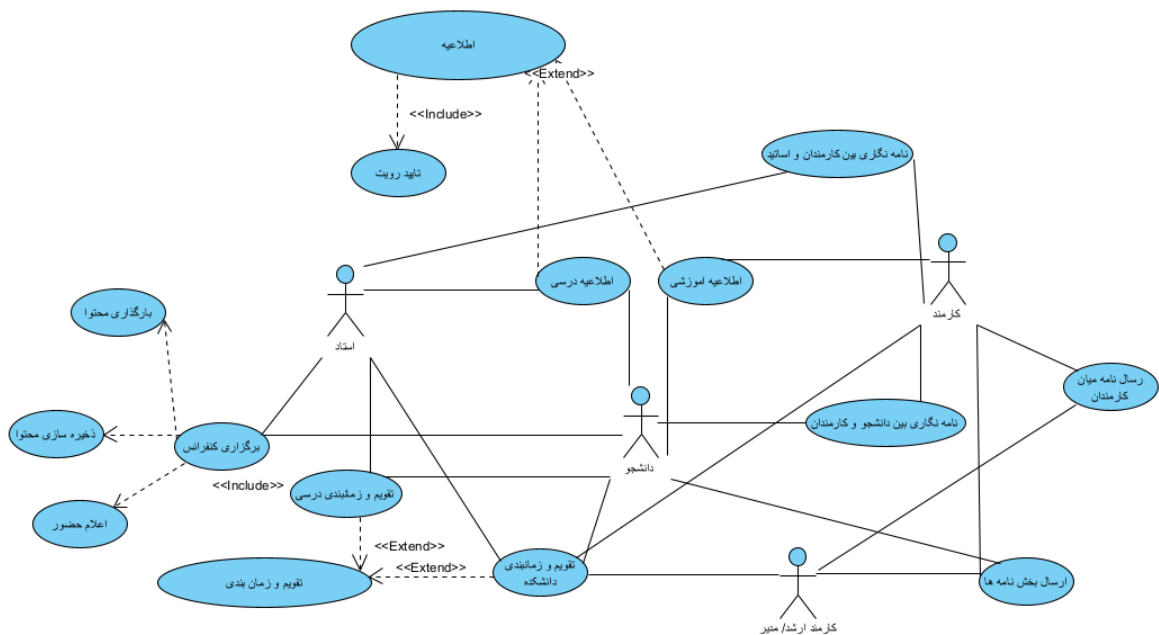 اطلاعیه
<<Extend>>
<<Include>>
تایید رویت
نامه نگاری بین کارمندان و اساتید
اطلاعیه درسی
اطلاعیه اموزشی
کارمند
بارگذاری محتوا
استاد
رسال نامه میان
کارمندان
ذخیره سازی محتوا
برگزاری کنفرانس
نامه نگاری بین دانشجو و کارمندان
دانشجو
<<Include>>
تقویم و زمانبندی درسی
اعلام حضور
<<Extend>>
<<Extend>>
تقویم و زمان بندی
تقویم و زمانبندی
دانشکده
ارسال بخش نامه ها
کارمند ارشد/ مدیر